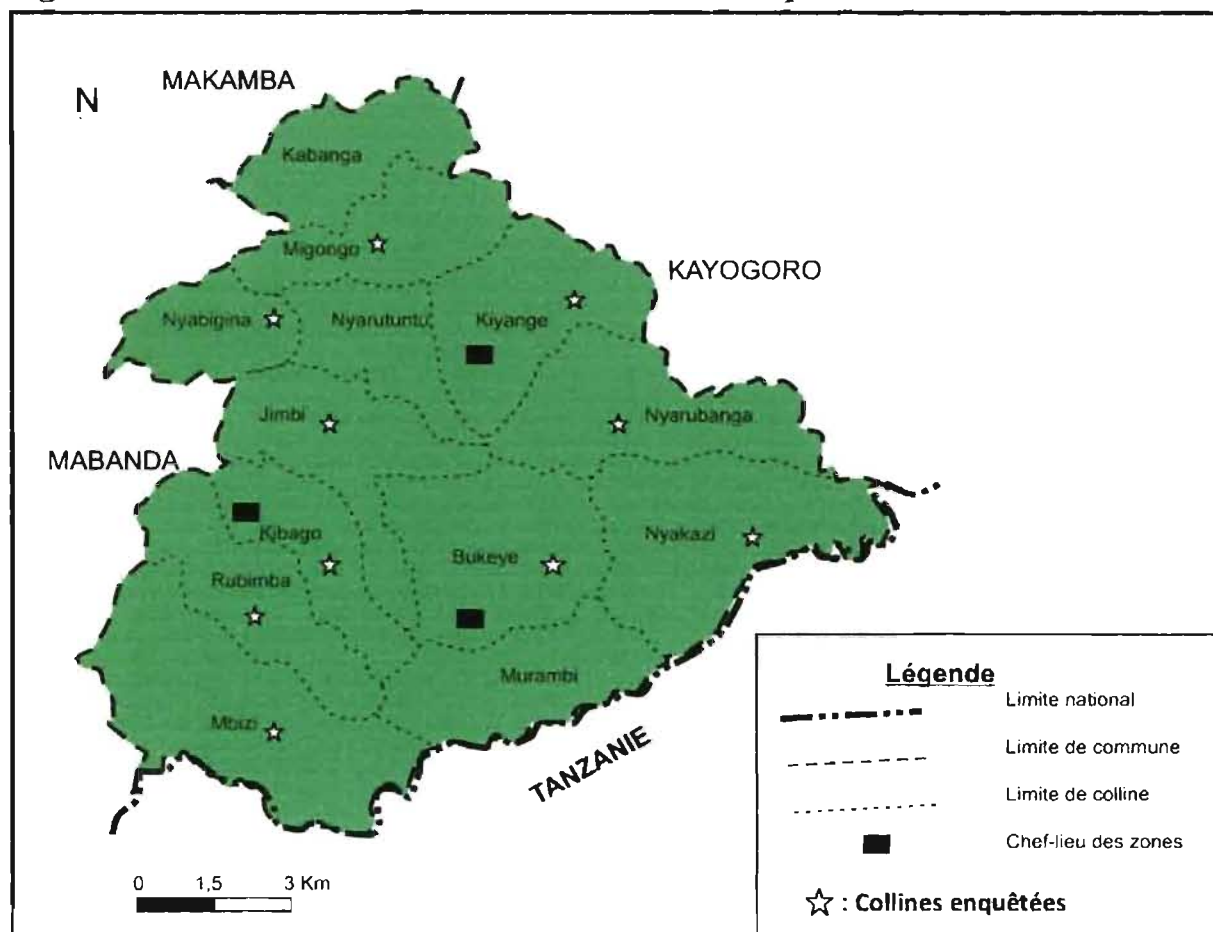 MAKAMBA
N
Kabanga
Migongo
KAYOGORO
Nyabigina
Nyarutuntu
Kiyange
Jimbi
Nyarubanga
MABANDA
Kibago
Bukeye
Nyakazi
Rubimba
Murambi
Mbizi
TANZANIE
0 1,5 3 Km
Légende
Limite national
Limite de commune
Limite de colline
Chef-lieu des zones
: Collines enquêtées